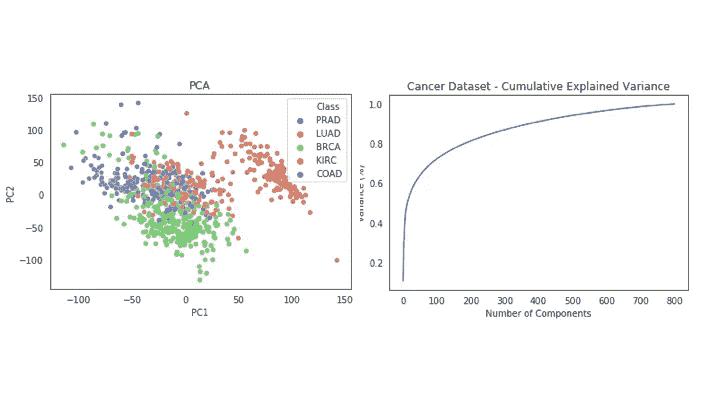 PCA
PC2
150
100
50
0
−50
−100
−100
−50
0
50
100
150
PC1
Class
PRAD
LUAD
BRCA
KIRC
COAD
Cancer Dataset - Cumulative Explained Variance
1.0
0.8
0.6
0.4
0.2
0
100
200
300
400
500
600
700
800
Number of Components